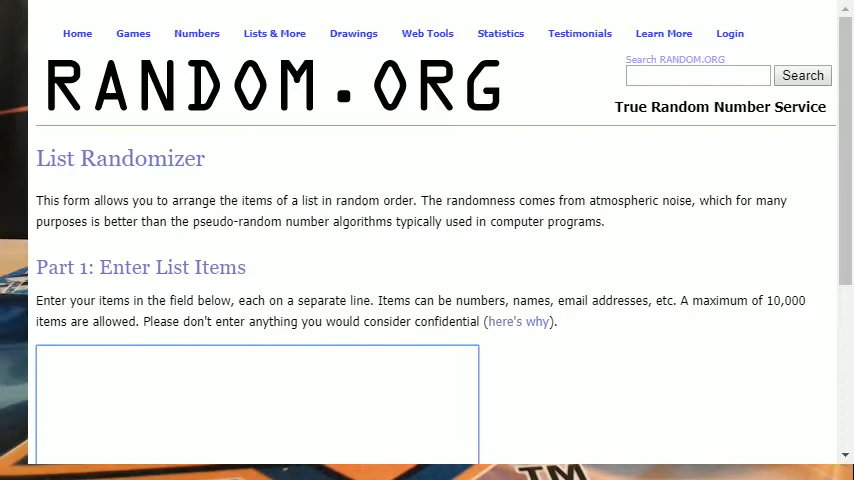 Home Games Numbers Lists & More Drawings Web Tools Statistics Testimonials Learn More Login
RANDOM.ORG
Search RANDOM.ORG
Search
True Random Number Service
List Randomizer
This form allows you to arrange the items of a list in random order. The randomness comes from atmospheric noise, which for many
purposes is better than the pseudo-random number algorithms typically used in computer programs.
Part 1: Enter List Items
Enter your items in the field below, each on a separate line. Items can be numbers, names, email addresses, etc. A maximum of 10,000
items are allowed. Please don't enter anything you would consider confidential (here's why).
TM